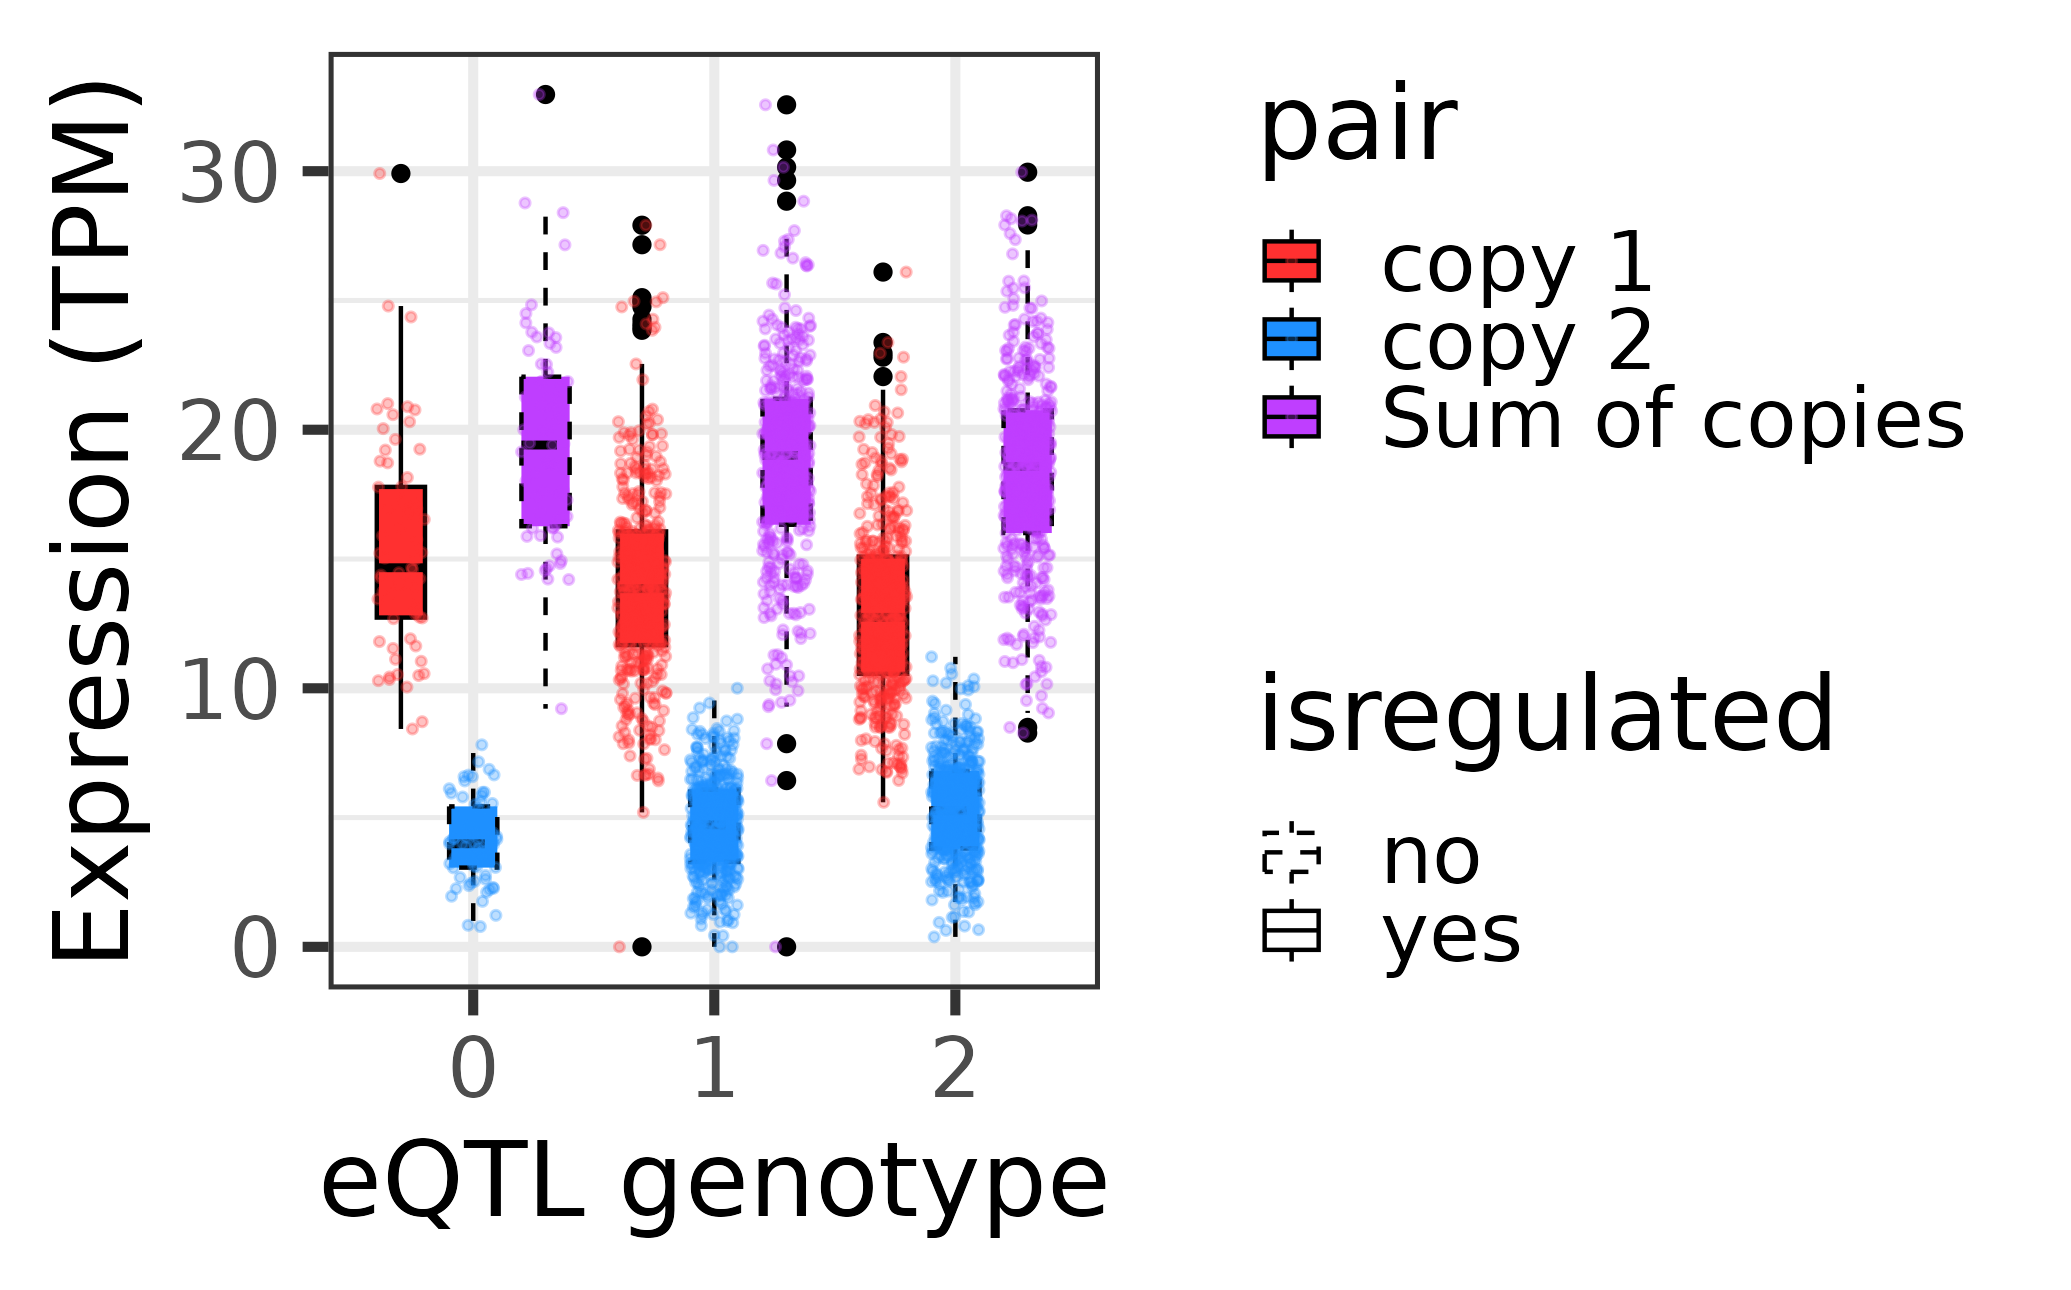 Expression (TPM)
30
20
10
0
0 1 2
eQTL genotype
pair
copy 1
copy 2
Sum of copies
isregulated
no
yes